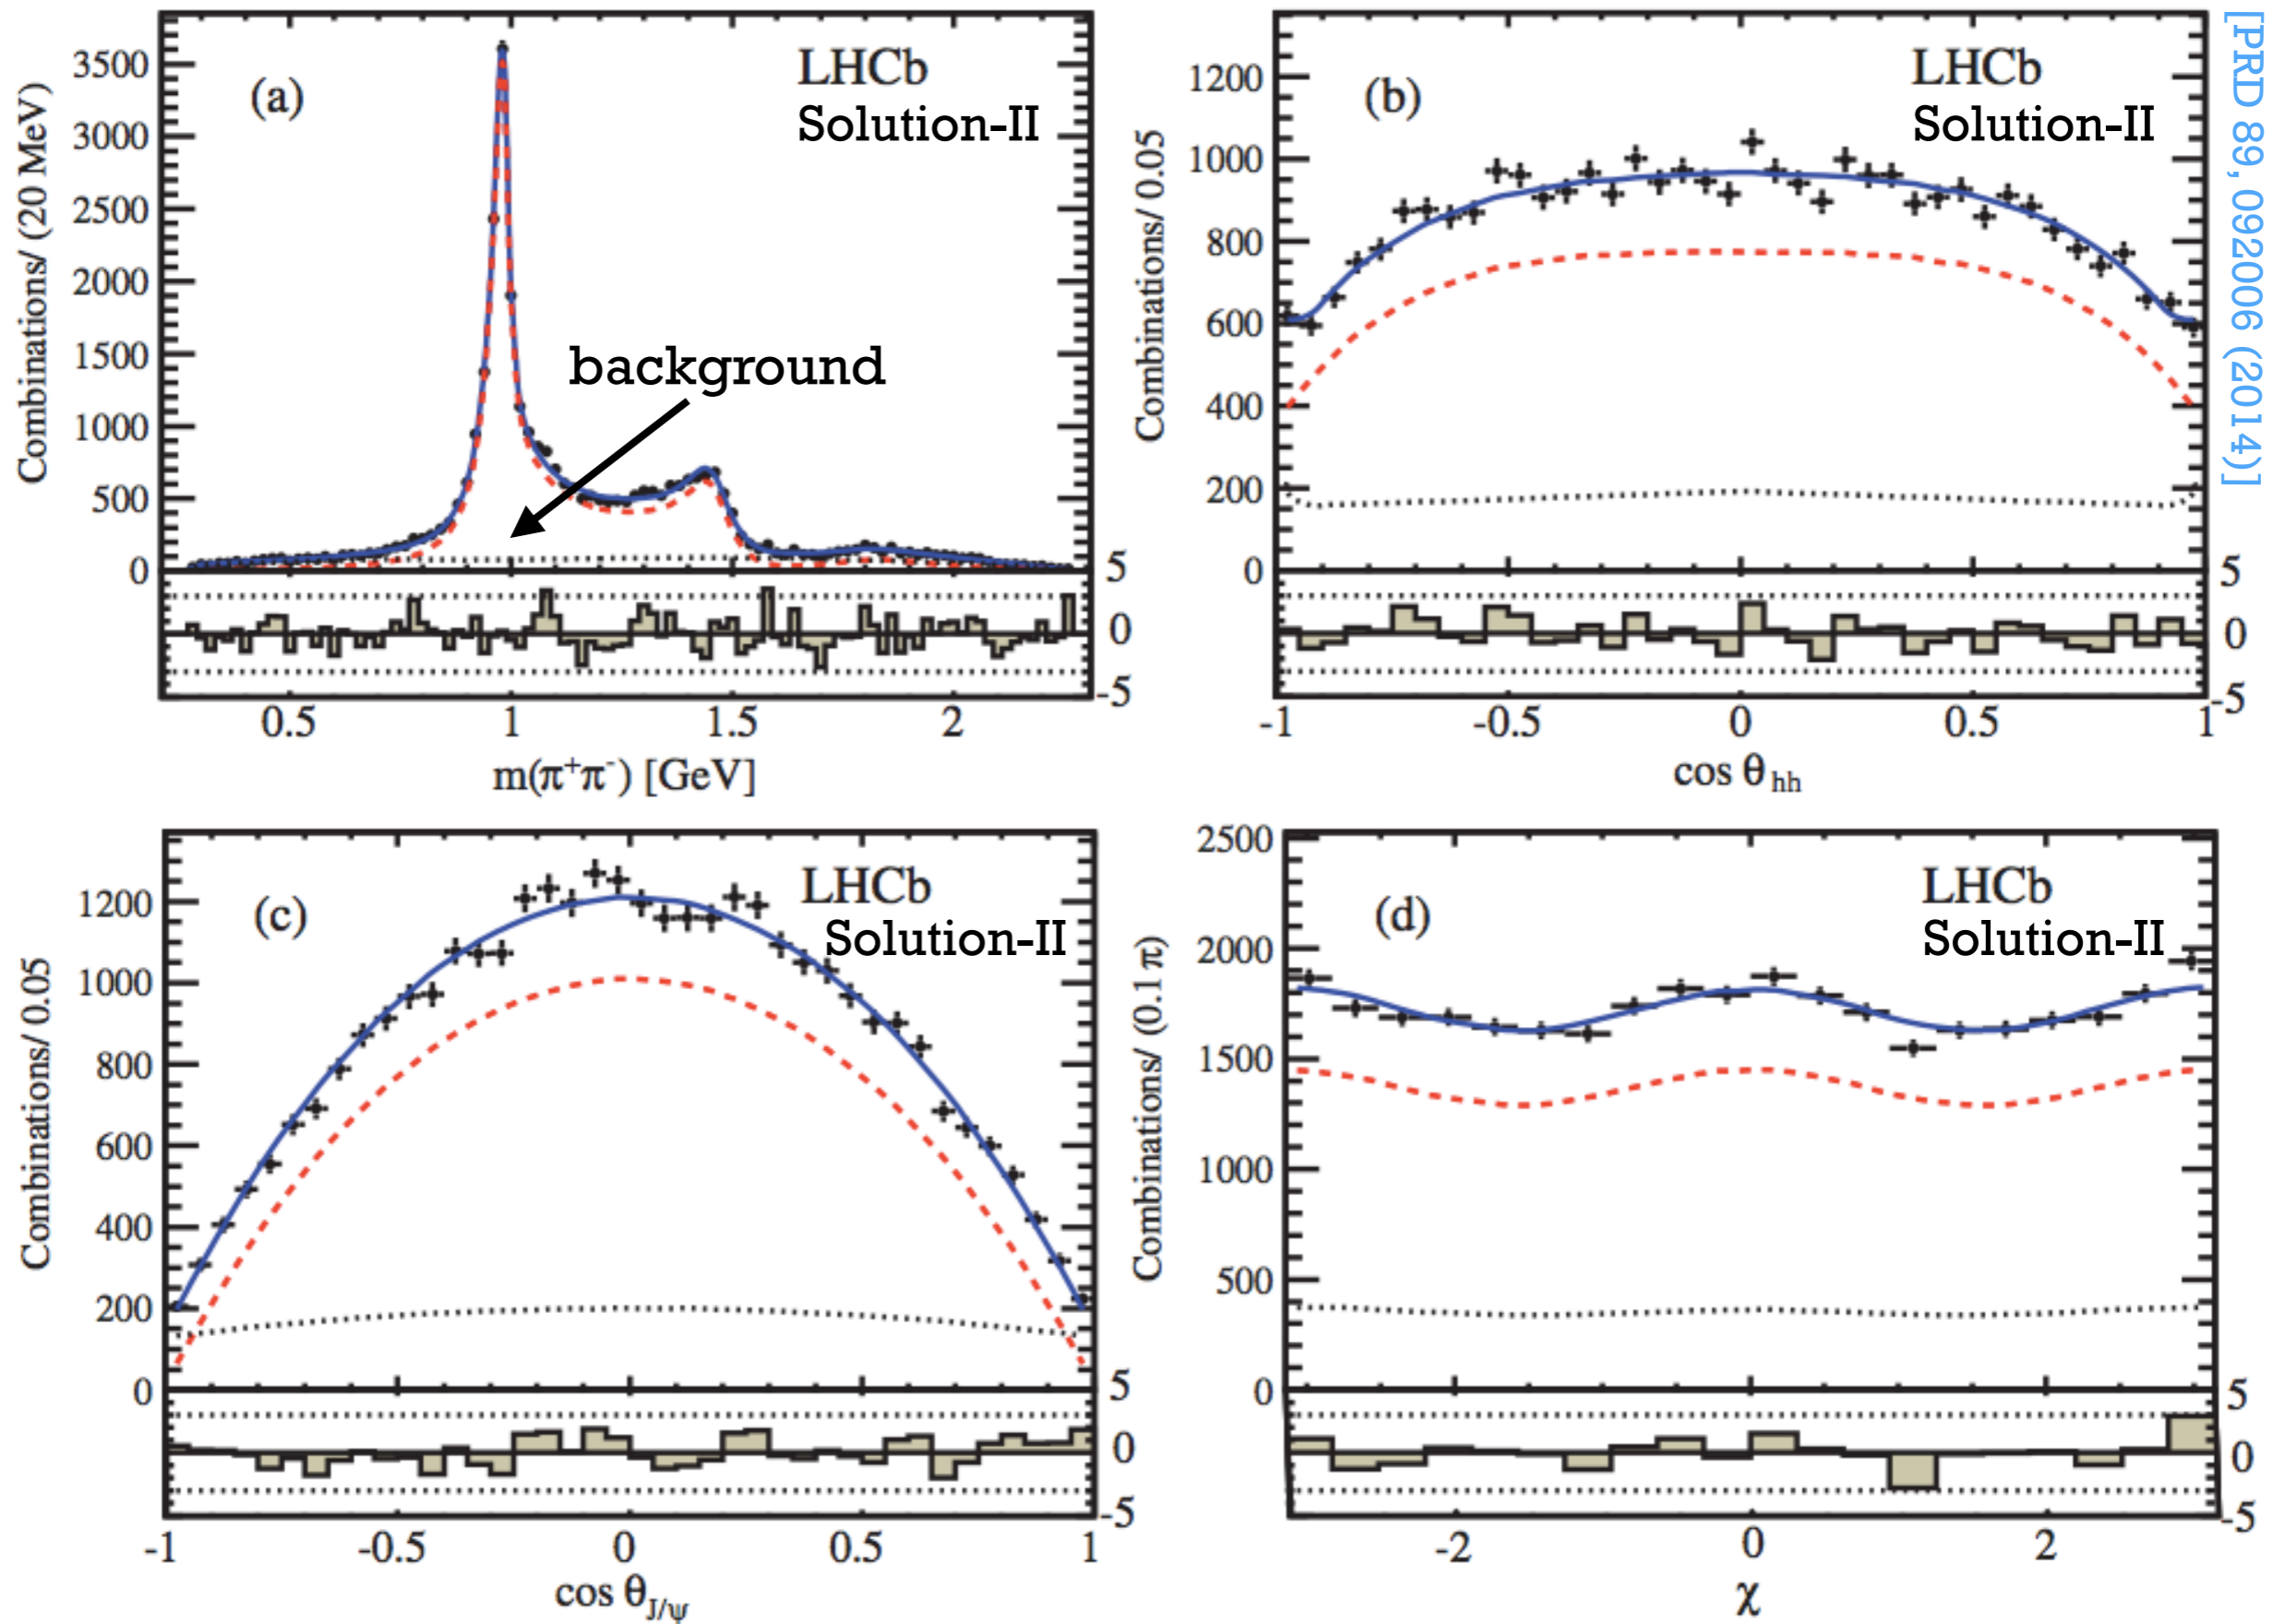 (a)
LHCb
Solution-II
background
Combinations/ (20 MeV)
3500
3000
2500
2000
1500
1000
500
0
5
0
-5
0.5
1
1.5
2
m(π⁺π⁻) [GeV]
(b)
LHCb
Solution-II
Combinations/ 0.05
1200
1000
800
600
400
200
0
5
0
-5
-1
-0.5
0
0.5
1
cos θhh
[PRD 89, 092006 (2014)]
(c)
LHCb
Solution-II
Combinations/ 0.05
1200
1000
800
600
400
200
0
5
0
-5
-1
-0.5
0
0.5
1
cos θJ/ψ
(d)
LHCb
Solution-II
Combinations/ (0.1 π)
2500
2000
1500
1000
500
0
5
0
-5
-2
0
2
χ